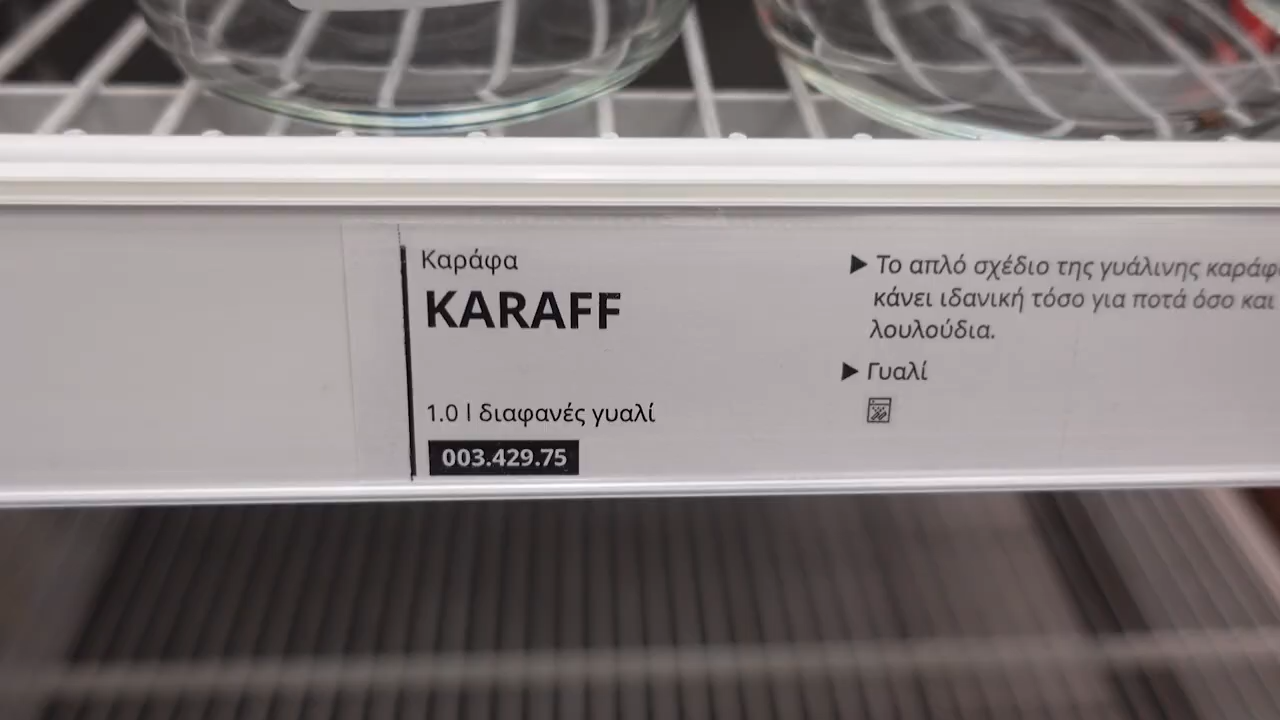 Καράφα
KARAFF
1.0 l διαφανές γυαλί
003.429.75
▶ Το απλό σχέδιο της γυάλινης
κάνει ιδανική τόσο για ποτά όσο και
λουλούδια.
▶ Γυαλί